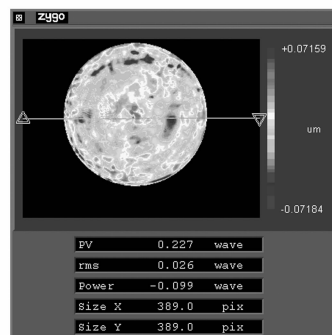 zygo
+0.07159
um
-0.07184
PV 0.227 wave
rms 0.026 wave
Power -0.099 wave
Size X 389.0 pix
Size Y 389.0 pix